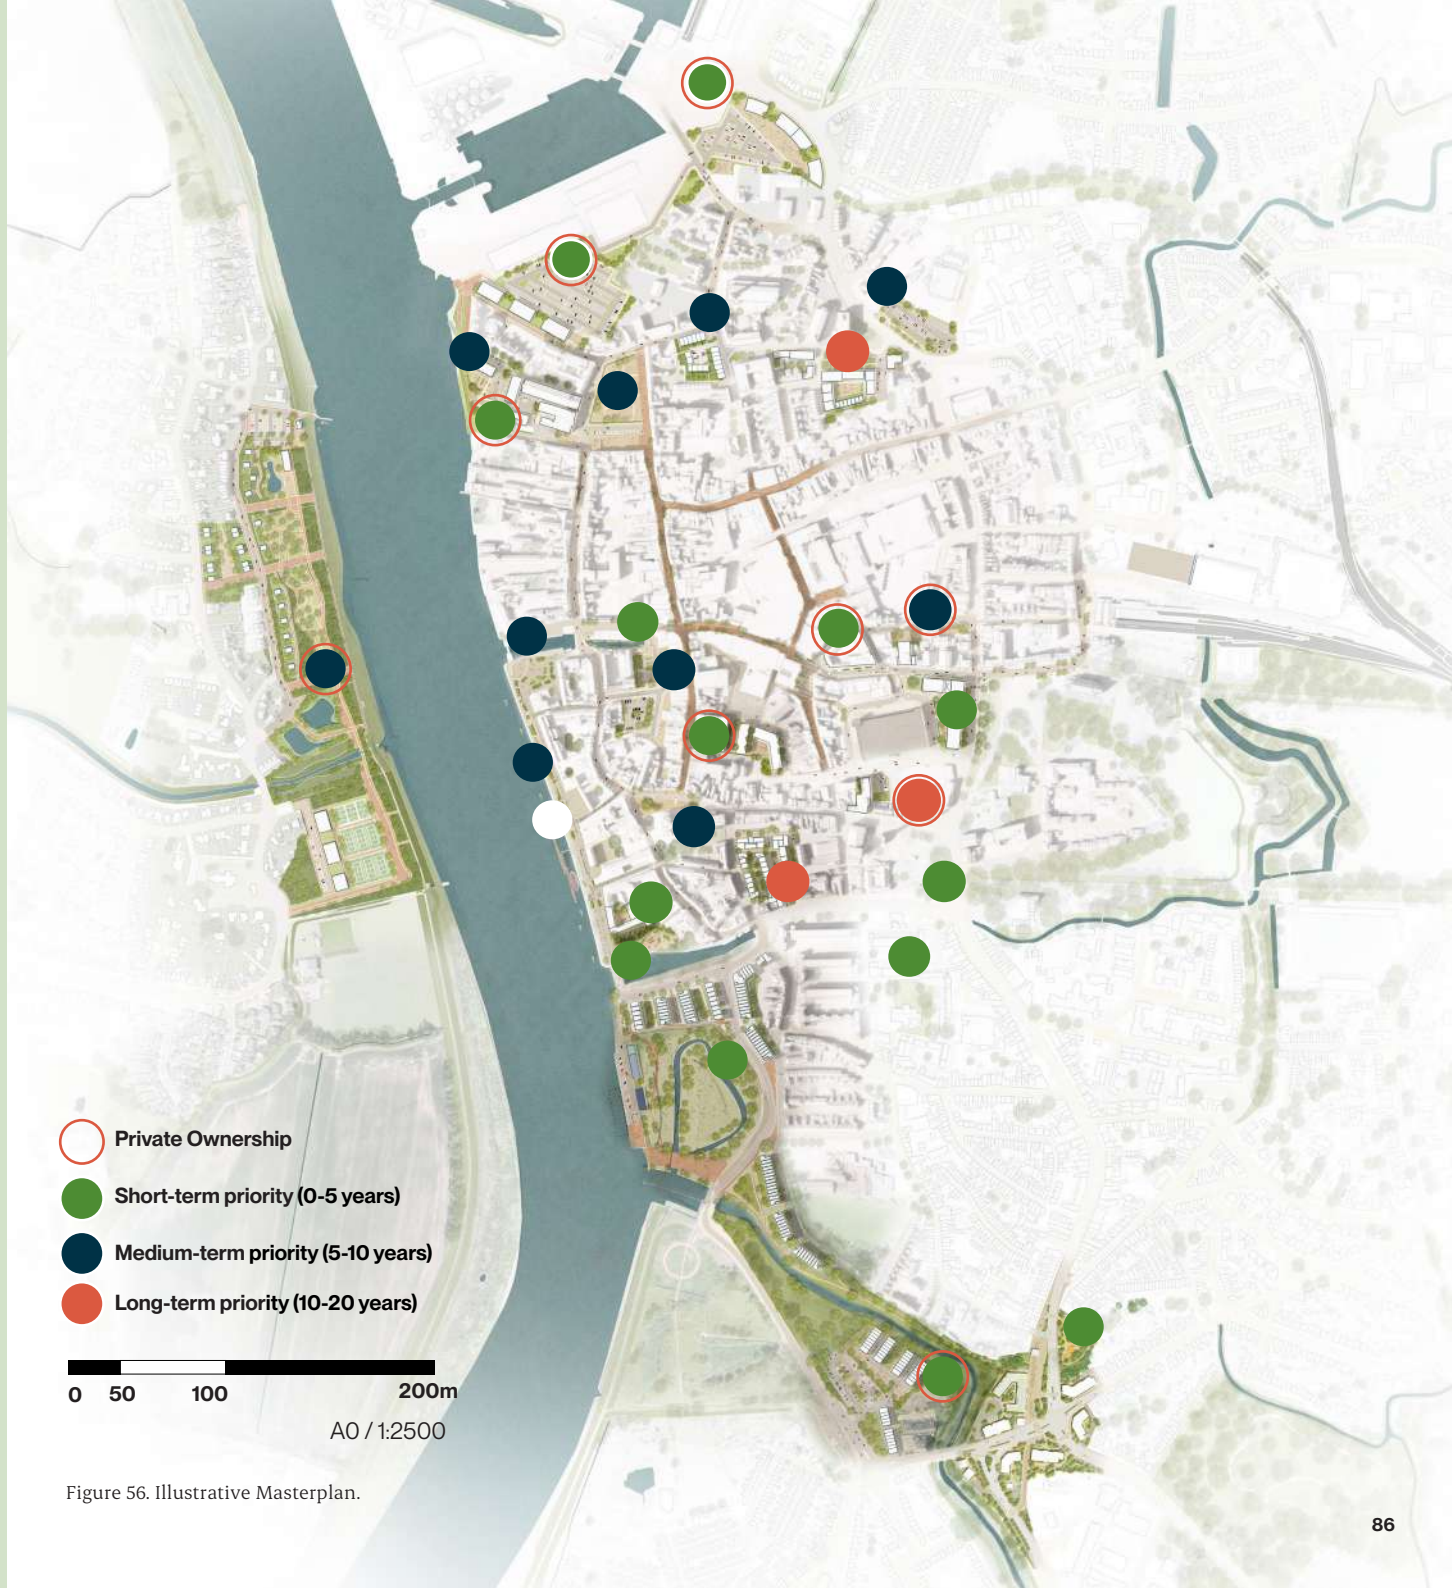 Private Ownership
Short-term priority (0-5 years)
Medium-term priority (5-10 years)
Long-term priority (10-20 years)
0 50 100 200m
A0 / 1:2500
Figure 56. Illustrative Masterplan.
86